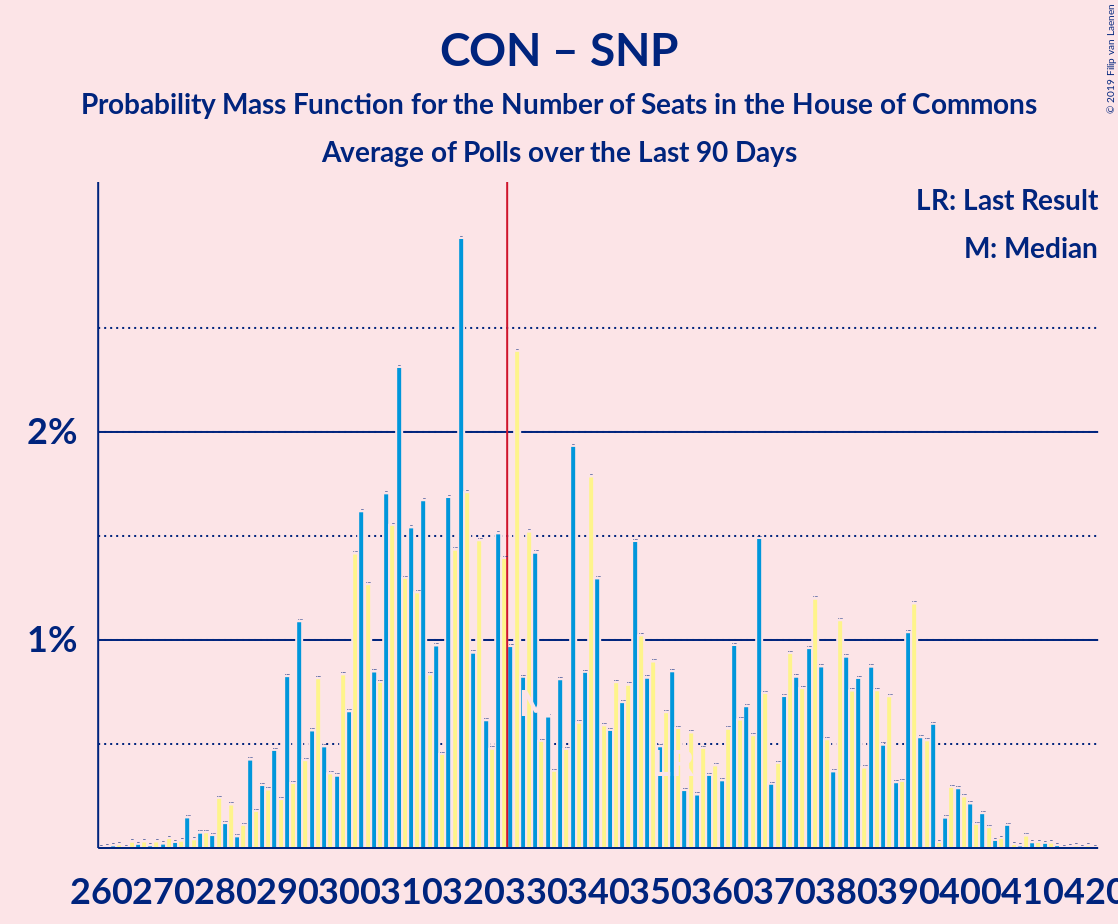 CON – SNP
Probability Mass Function for the Number of Seats in the House of Commons
Average of Polls over the Last 90 Days
© 2019 Filip van Laenen
LR: Last Result
M: Median
2%
1%
260 270 280 290 300 310 320 330 340 350 360 370 380 390 400 410 420